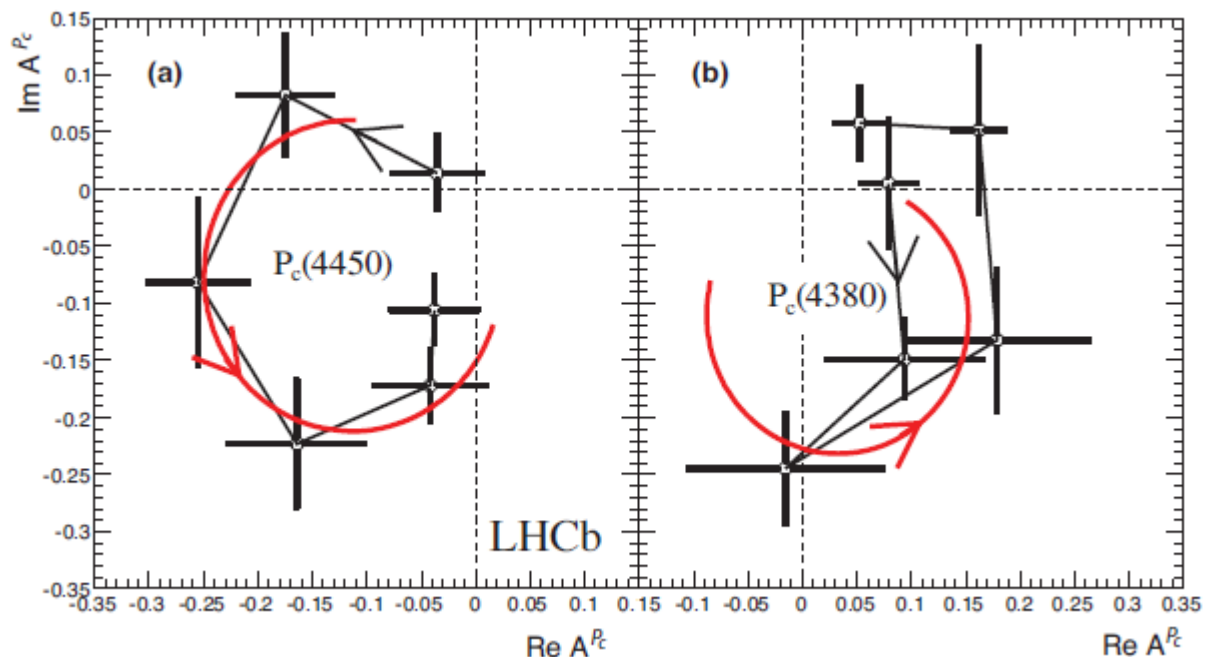 (a)
(b)
Im A^{P_c}
0.15
0.1
0.05
0
-0.05
-0.1
-0.15
-0.2
-0.25
-0.3
-0.35
P_c(4450)
P_c(4380)
LHCb
-0.35 -0.3 -0.25 -0.2 -0.15 -0.1 -0.05 0 0.05 0.1 0.15
-0.1 -0.05 0 0.05 0.1 0.15 0.2 0.25 0.3 0.35
Re A^{P_c}
Re A^{P_c}